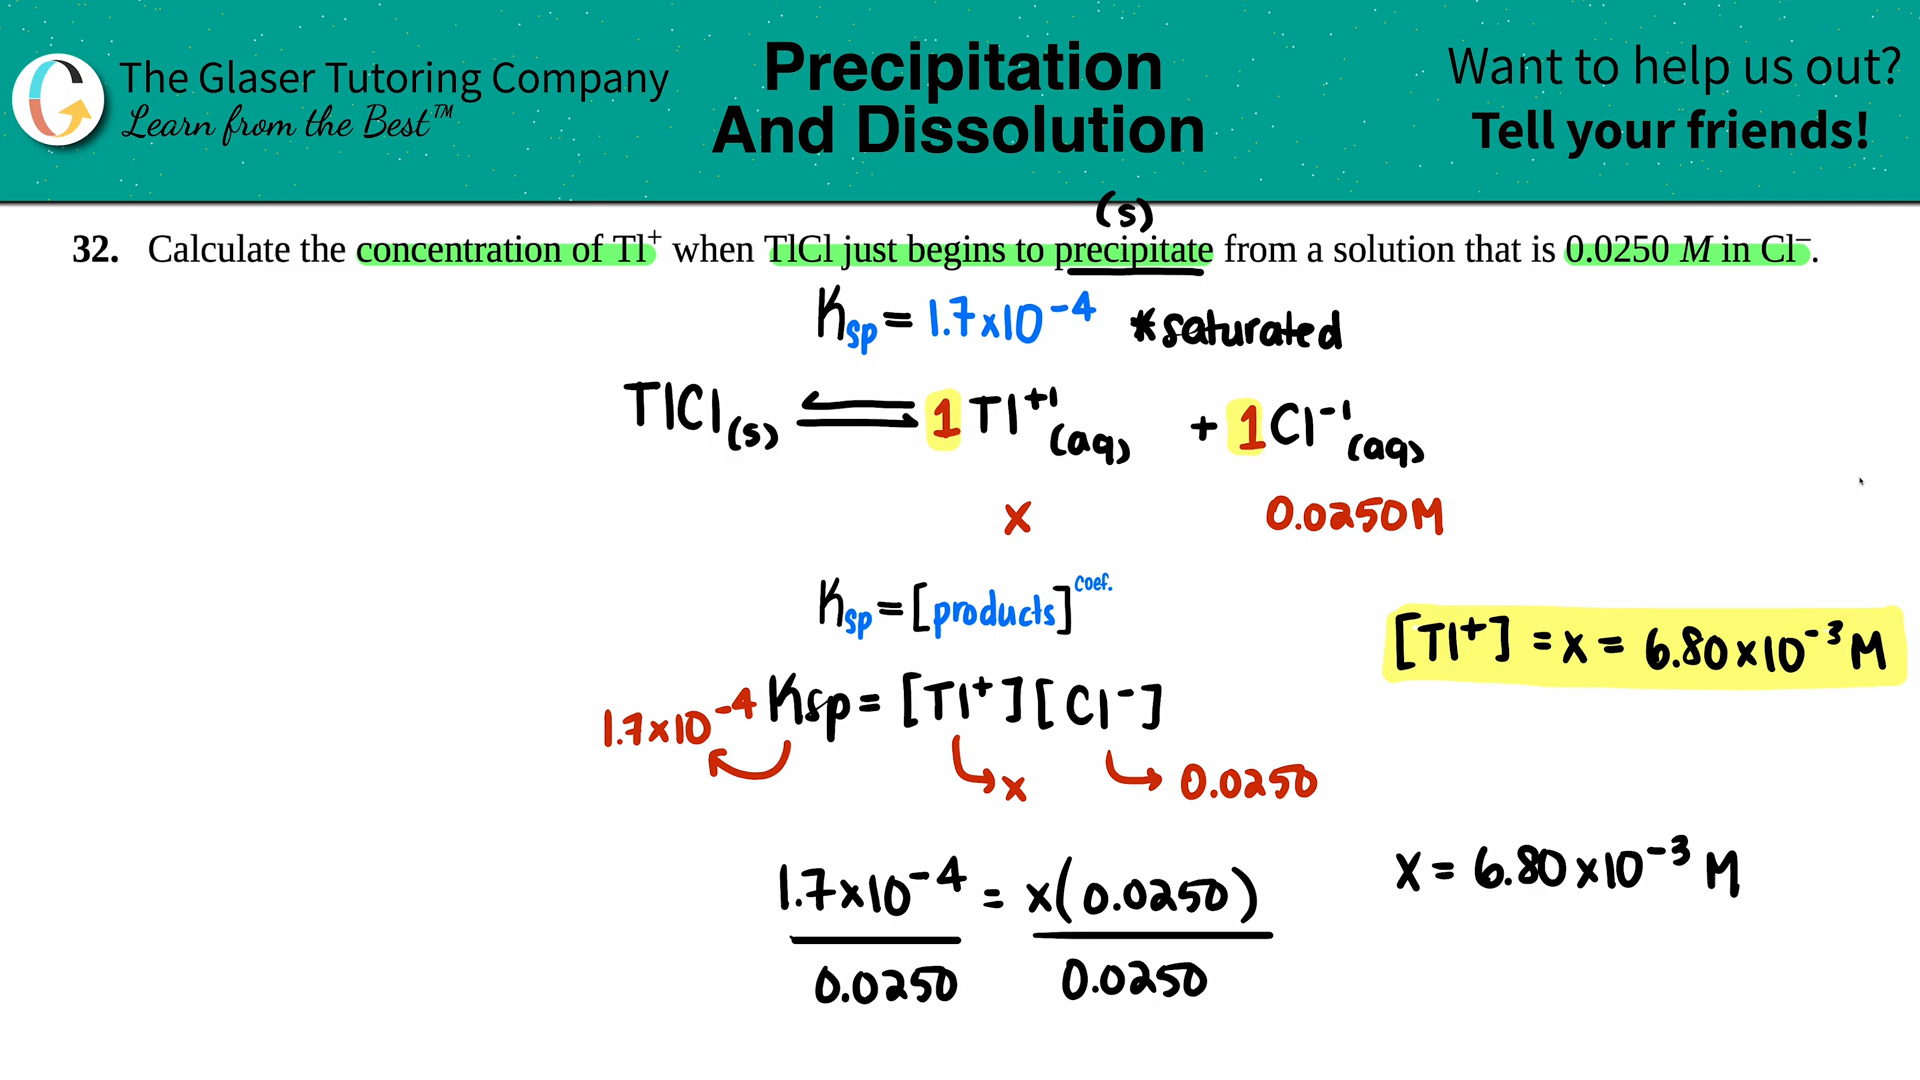 The Glaser Tutoring Company
Learn from the Best™
Precipitation
And Dissolution
Want to help us out?
Tell your friends!
(s)
32. Calculate the concentration of Tl⁺ when TlCl just begins to precipitate from a solution that is 0.0250 M in Cl⁻.
Ksp = 1.7x10⁻⁴ *saturated
TlCl(s) ⇌ 1 Tl⁺¹(aq) + 1 Cl⁻¹(aq)
x 0.0250M
Ksp = [products]ᶜᵒᵉᶠ·
[Tl⁺] = x = 6.80x10⁻³ M
1.7x10⁻⁴ Ksp = [Tl⁺][Cl⁻]
x 0.0250
1.7x10⁻⁴ = x(0.0250)
0.0250 0.0250
x = 6.80x10⁻³ M